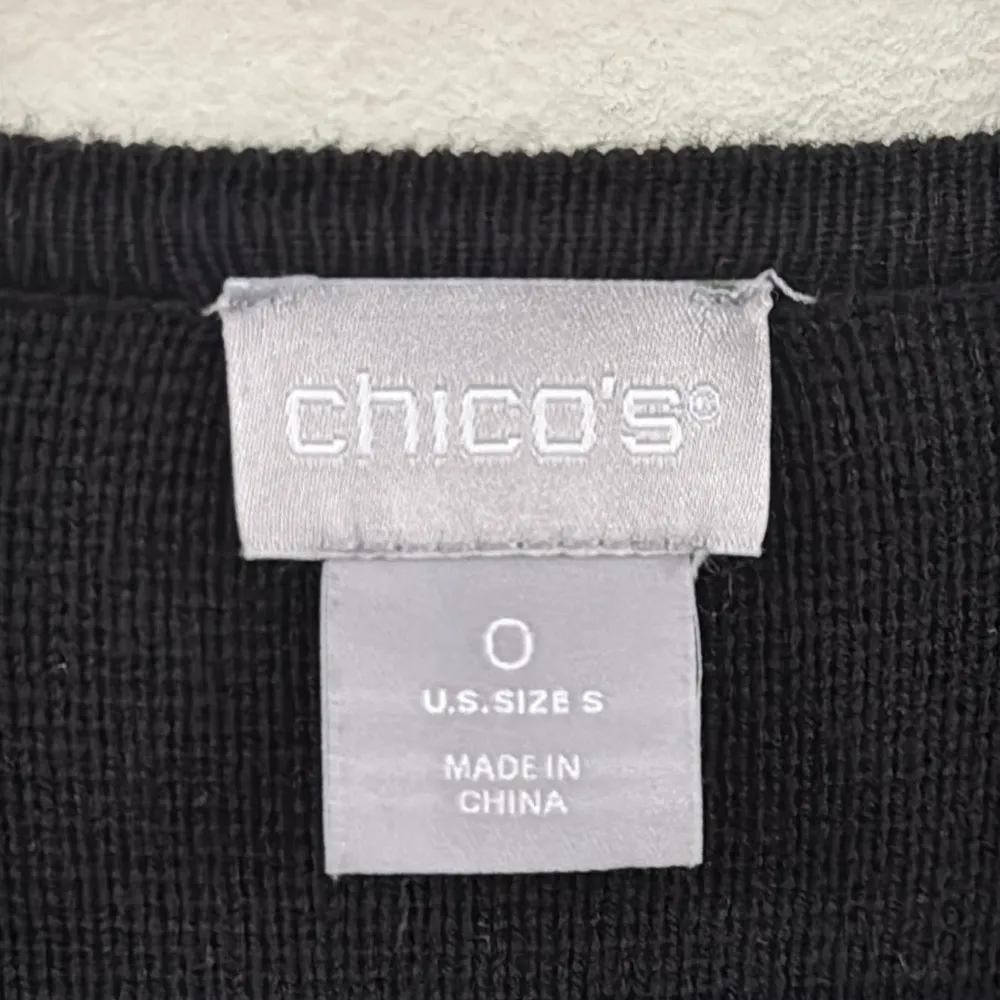 chico's®
0
U.S. SIZE S
MADE IN
CHINA